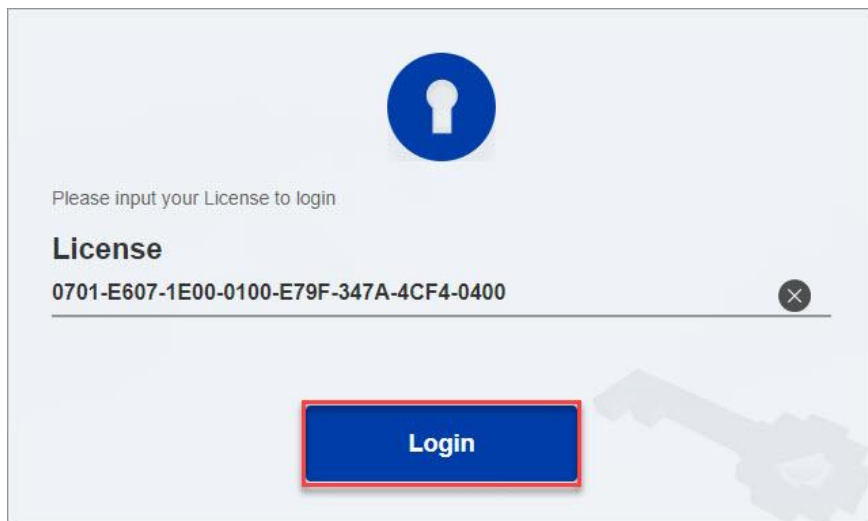 Please input your License to login
License
0701-E607-1E00-0100-E79F-347A-4CF4-0400
Login